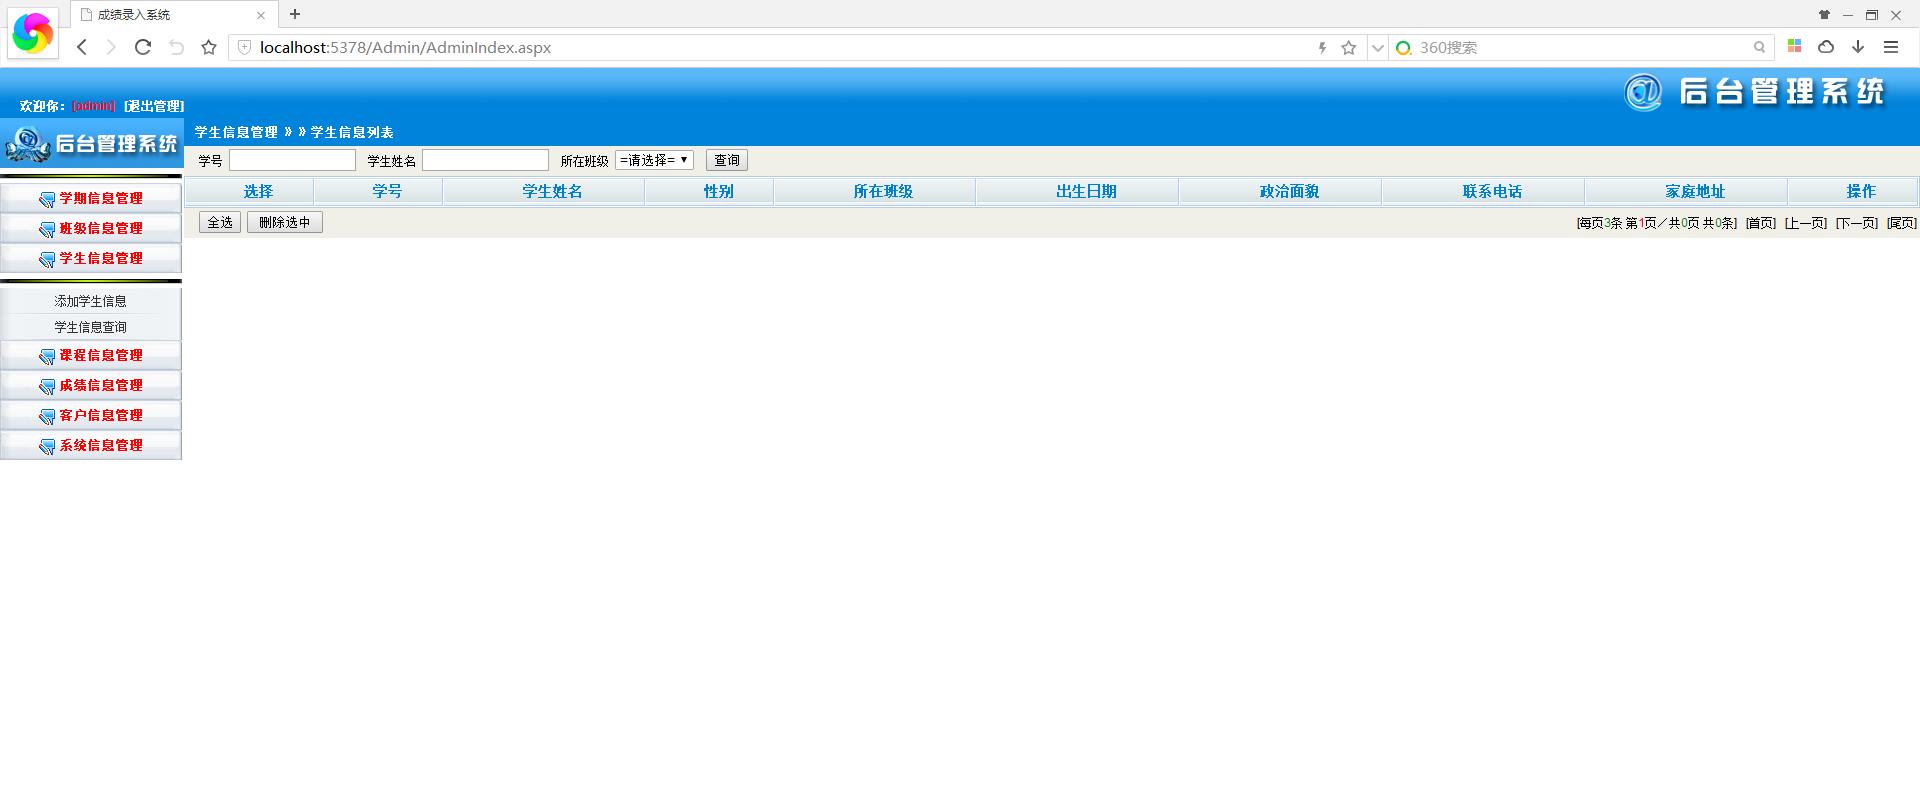 成绩录入系统
localhost:5378/Admin/AdminIndex.aspx
360搜索
后台管理系统
欢迎你：[admin] [退出管理]
后台管理系统
学生信息管理 》》学生信息列表
学号 学生姓名 所在班级 =请选择= 查询
选择 学号 学生姓名 性别 所在班级 出生日期 政治面貌 联系电话 家庭地址 操作
全选 删除选中 [每页3条 第1页／共0页 共0条] [首页] [上一页] [下一页] [尾页]
学期信息管理
班级信息管理
学生信息管理
添加学生信息
学生信息查询
课程信息管理
成绩信息管理
客户信息管理
系统信息管理